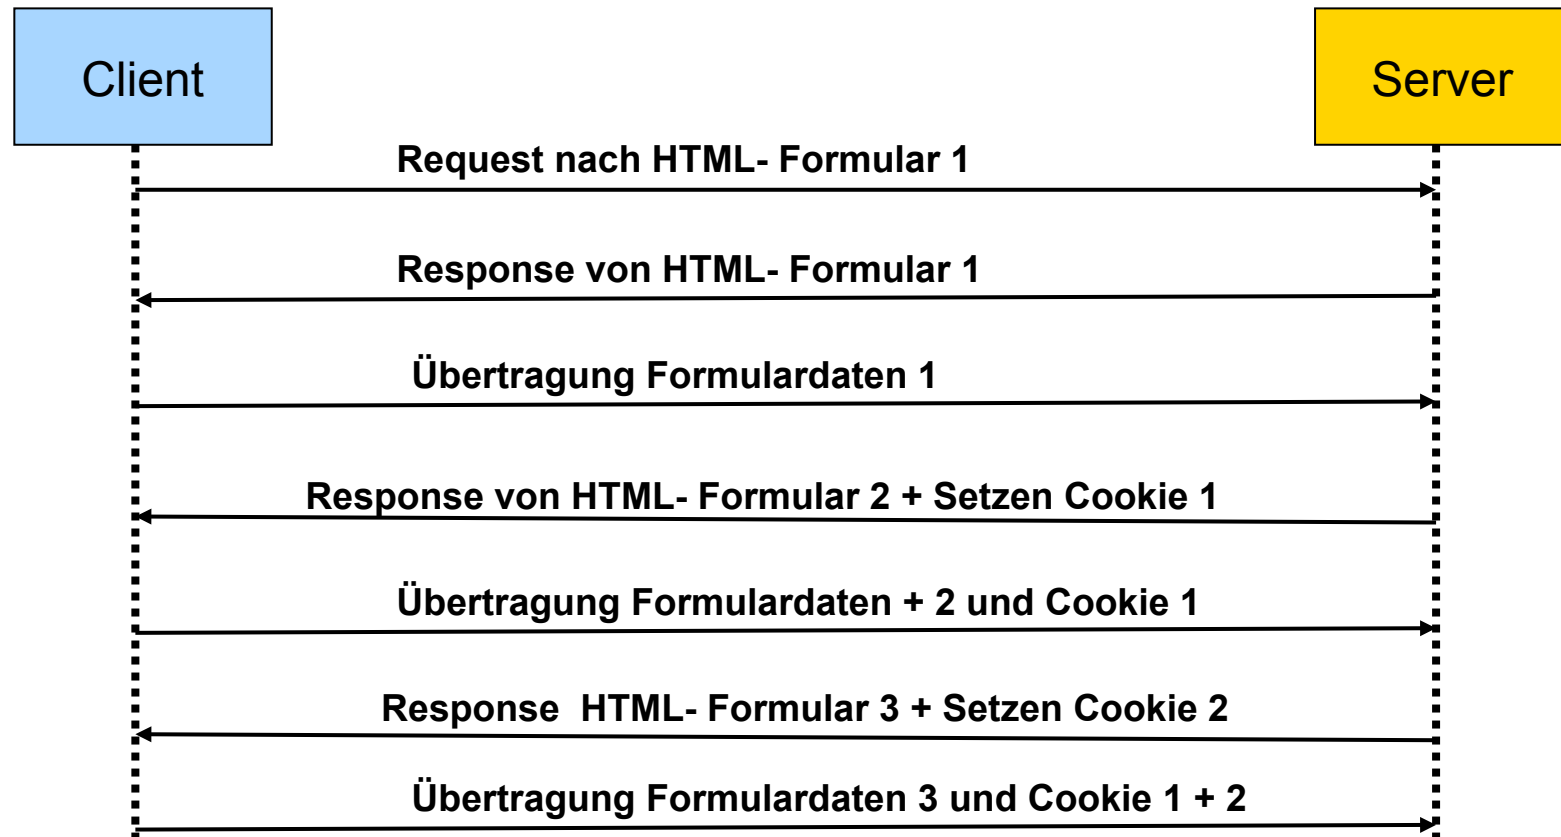 Client
Server
Request nach HTML- Formular 1
Response von HTML- Formular 1
Übertragung Formulardaten 1
Response von HTML- Formular 2 + Setzen Cookie 1
Übertragung Formulardaten + 2 und Cookie 1
Response  HTML- Formular 3 + Setzen Cookie 2
Übertragung Formulardaten 3 und Cookie 1 + 2